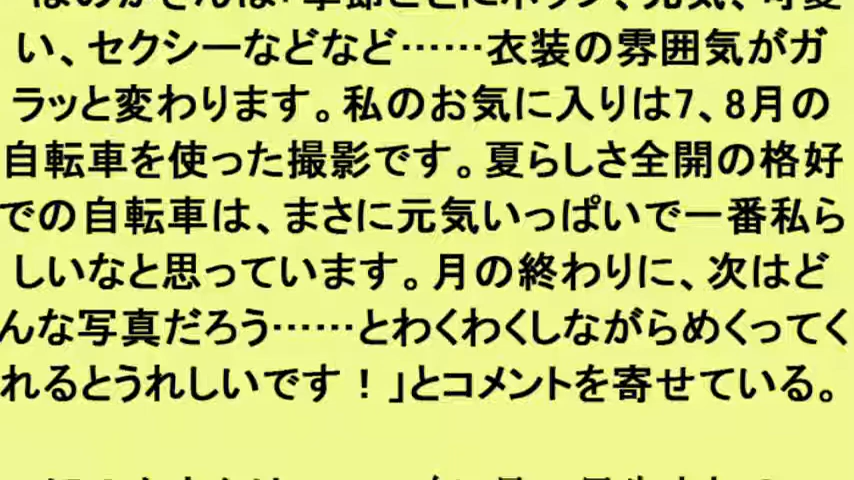 い、セクシーなどなど……衣装の雰囲気がガ
ラッと変わります。私のお気に入りは7、8月の
自転車を使った撮影です。夏らしさ全開の格好
での自転車は、まさに元気いっぱいで一番私ら
しいなと思っています。月の終わりに、次はど
んな写真だろう……とわくわくしながらめくってく
れるとうれしいです！」とコメントを寄せている。